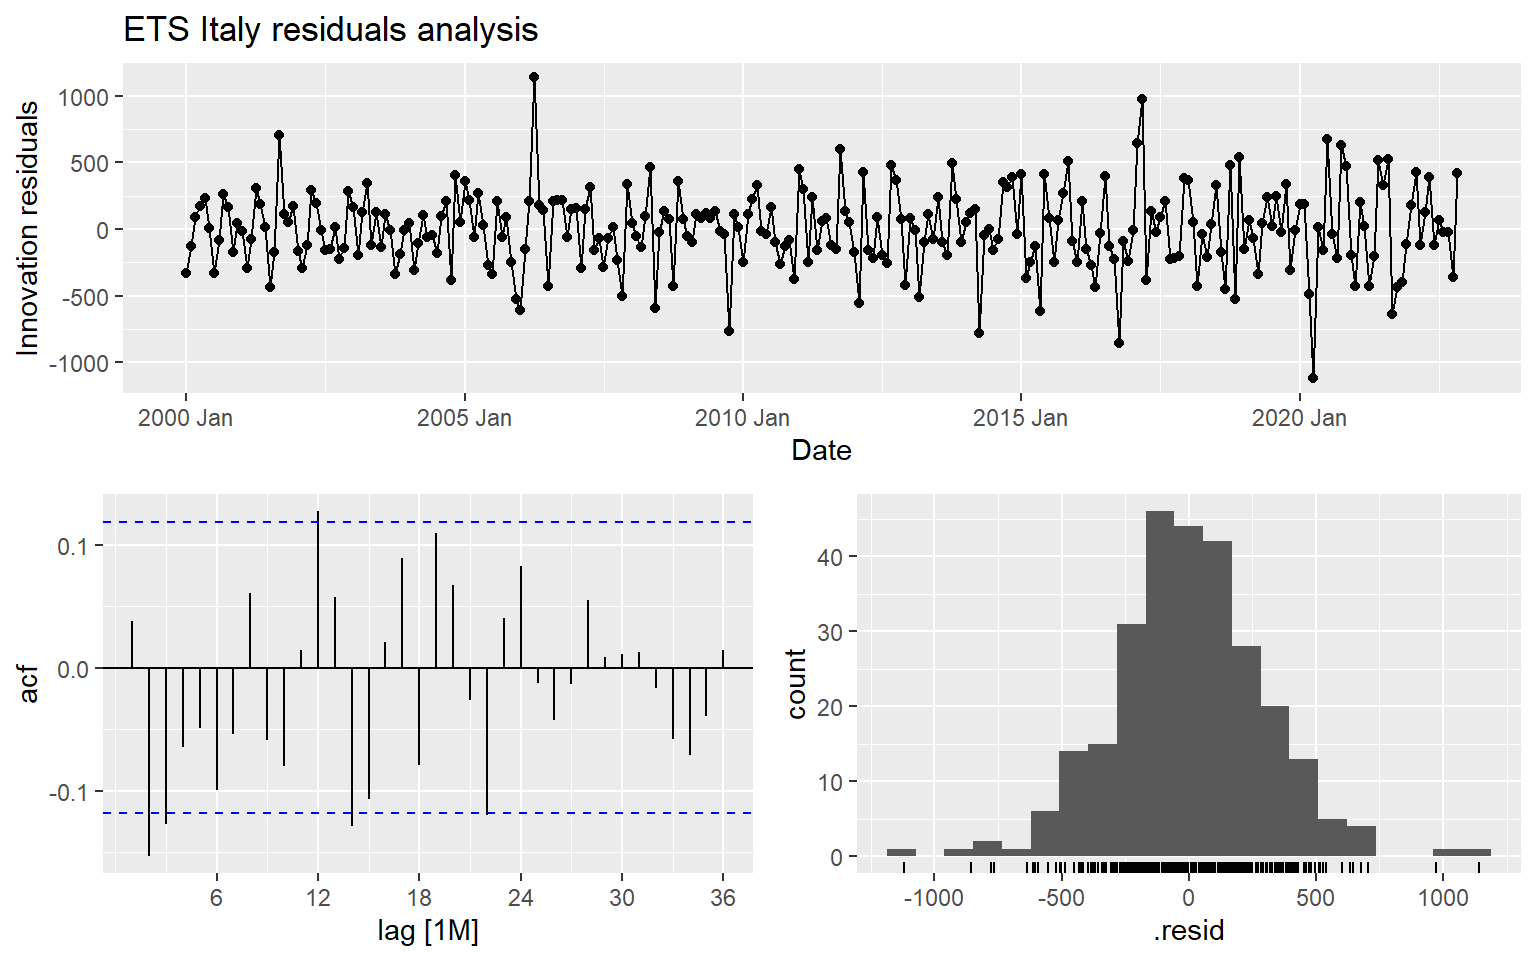 ETS Italy residuals analysis
Innovation residuals
1000
500
0
-500
-1000
2000 Jan 2005 Jan 2010 Jan 2015 Jan 2020 Jan
Date
acf
0.1
0.0
-0.1
6 12 18 24 30 36
lag [1M]
count
40
30
20
10
0
-1000 -500 0 500 1000
.resid